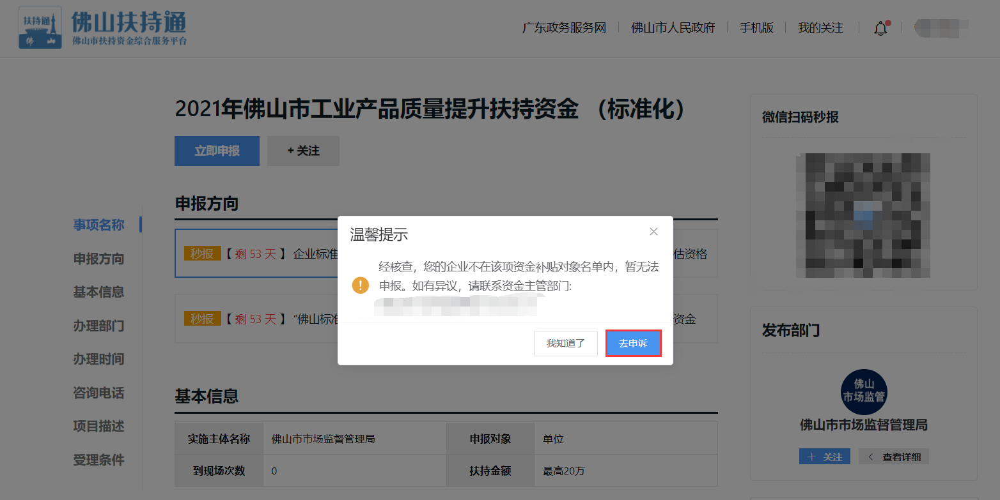 扶持通
佛 山
佛山扶持通
佛山市扶持资金综合服务平台
广东政务服务网
佛山市人民政府
手机版
我的关注
2021年佛山市工业产品质量提升扶持资金 （标准化）
立即申报
+ 关注
事项名称
申报方向
基本信息
办理部门
办理时间
咨询电话
项目描述
受理条件
申报方向
秒报 【 剩 53 天 】 企业标准
估资格
秒报 【 剩 53 天 】 “佛山标准
资金
温馨提示
经核查，您的企业不在该项资金补贴对象名单内，暂无法
申报。如有异议，请联系资金主管部门:
我知道了
去申诉
基本信息
实施主体名称 佛山市市场监督管理局 申报对象 单位
到现场次数 0 扶持金额 最高20万
微信扫码秒报
发布部门
佛山
市场监管
佛山市市场监督管理局
＋ 关注
查看详细